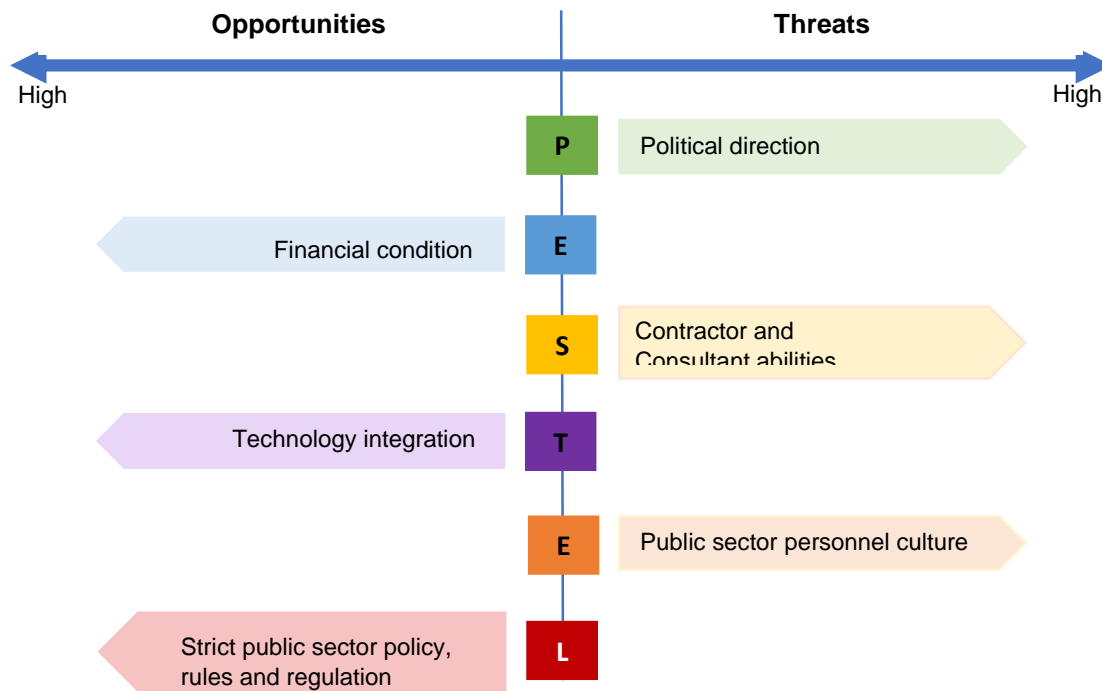 Opportunities
Threats
High
High
P
Political direction
Financial condition
E
S
Contractor and
Consultant abilities
Technology integration
T
E
Public sector personnel culture
Strict public sector policy,
rules and regulation
L